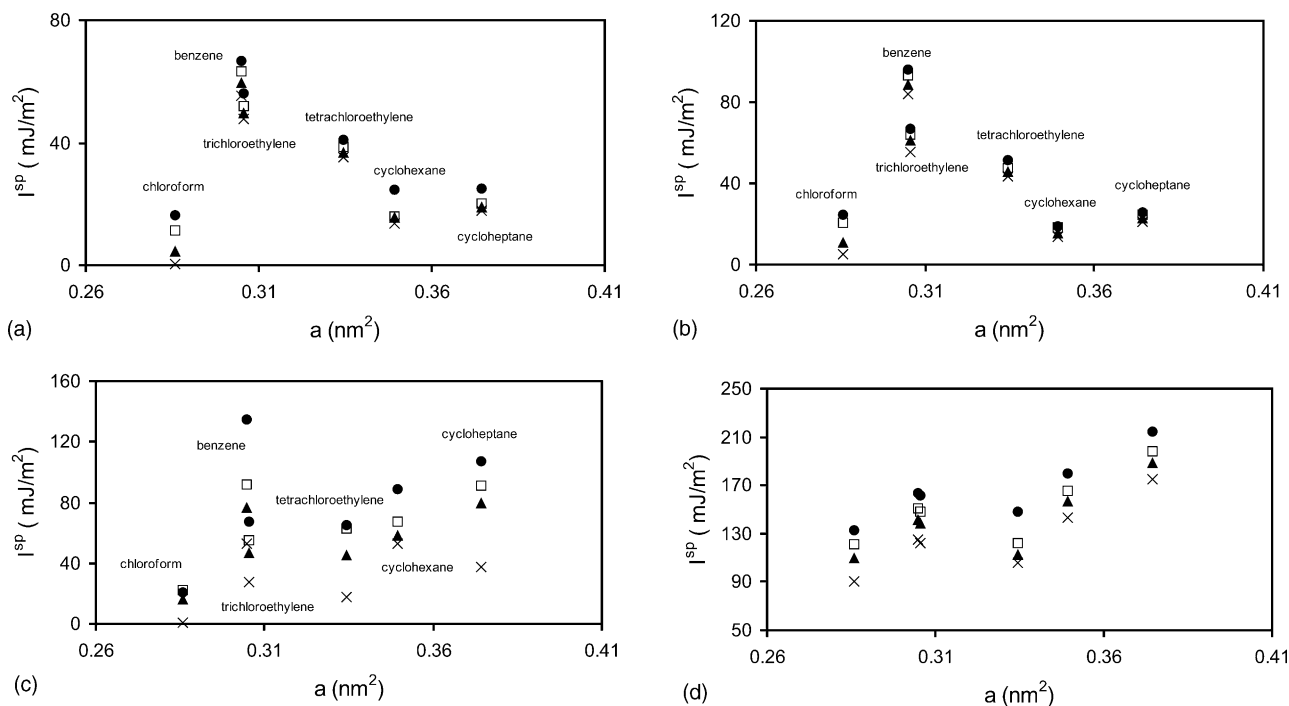 80
40
0
I^sp ( mJ/m²)
benzene
trichloroethylene
tetrachloroethylene
chloroform
cyclohexane
cycloheptane
0.26 0.31 0.36 0.41
(a) a (nm²)
120
80
40
0
I^sp ( mJ/m²)
benzene
tetrachloroethylene
trichloroethylene
chloroform
cycloheptane
cyclohexane
0.26 0.31 0.36 0.41
(b) a (nm²)
160
120
80
40
0
I^sp ( mJ/m²)
cycloheptane
benzene
tetrachloroethylene
chloroform
cyclohexane
trichloroethylene
0.26 0.31 0.36 0.41
(c) a (nm²)
250
210
170
130
90
50
I^sp ( mJ/m²)
0.26 0.31 0.36 0.41
(d) a (nm²)